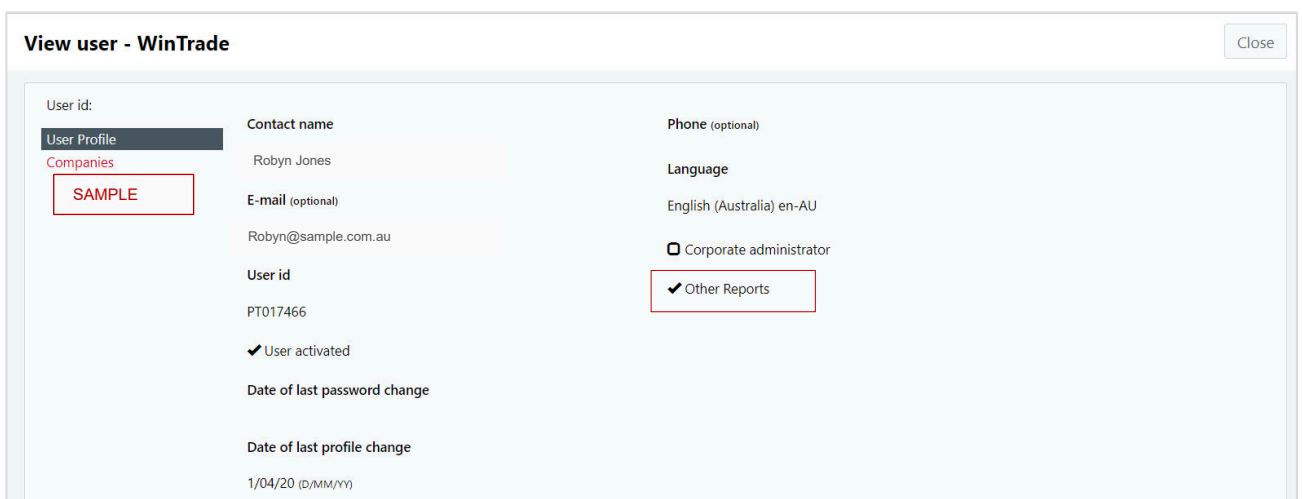 View user - WinTrade
Close
User id:
User Profile
Companies
SAMPLE
Contact name
Robyn Jones
E-mail (optional)
Robyn@sample.com.au
User id
PT017466
User activated
Date of last password change
Date of last profile change
1/04/20 (D/MM/YY)
Phone (optional)
Language
English (Australia) en-AU
Corporate administrator
Other Reports